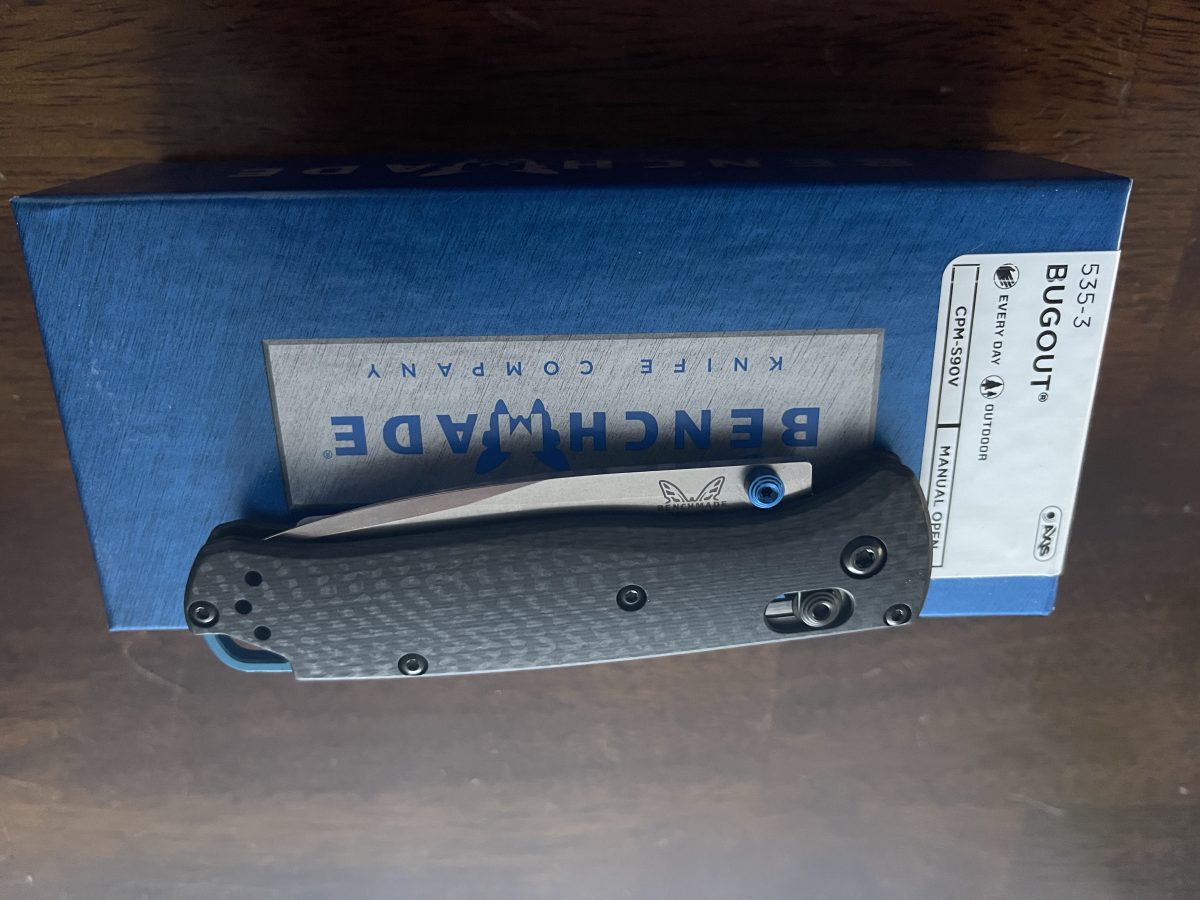 BENCHMADE
BENCHMADE
KNIFE COMPANY
535-3
BUGOUT®
EVERY DAY
OUTDOOR
CPM-S90V
MANUAL OPEN
AXIS
BENCHMADE